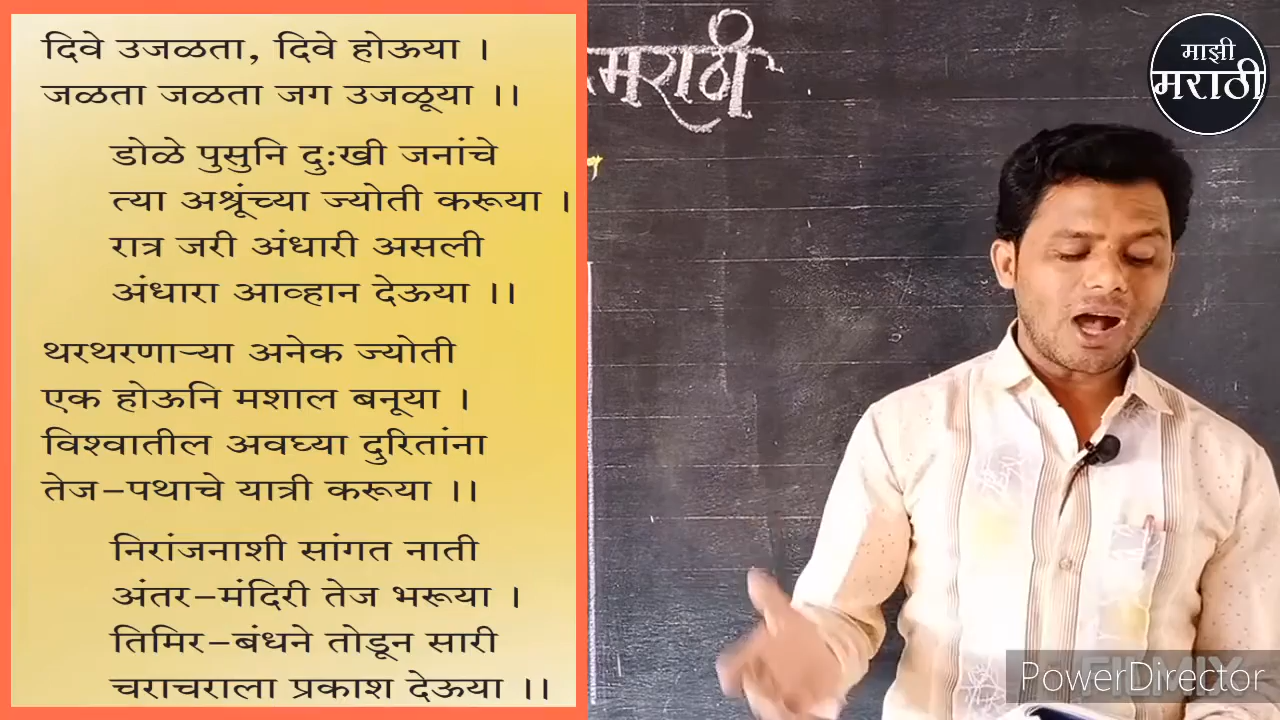 दिवे उजळता, दिवे होऊया ।
जळता जळता जग उजळूया ।।
डोळे पुसुनि दुःखी जनांचे
त्या अश्रूंच्या ज्योती करूया ।
रात्र जरी अंधारी असली
अंधारा आव्हान देऊया ।।
थरथरणाऱ्या अनेक ज्योती
एक होऊनि मशाल बनूया ।
विश्वातील अवघ्या दुरितांना
तेज–पथाचे यात्री करूया ।।
निरांजनाशी सांगत नाती
अंतर–मंदिरी तेज भरूया ।
तिमिर–बंधने तोडून सारी
चराचराला प्रकाश देऊया ।।
मराठी
माझी
मराठी
PowerDirector